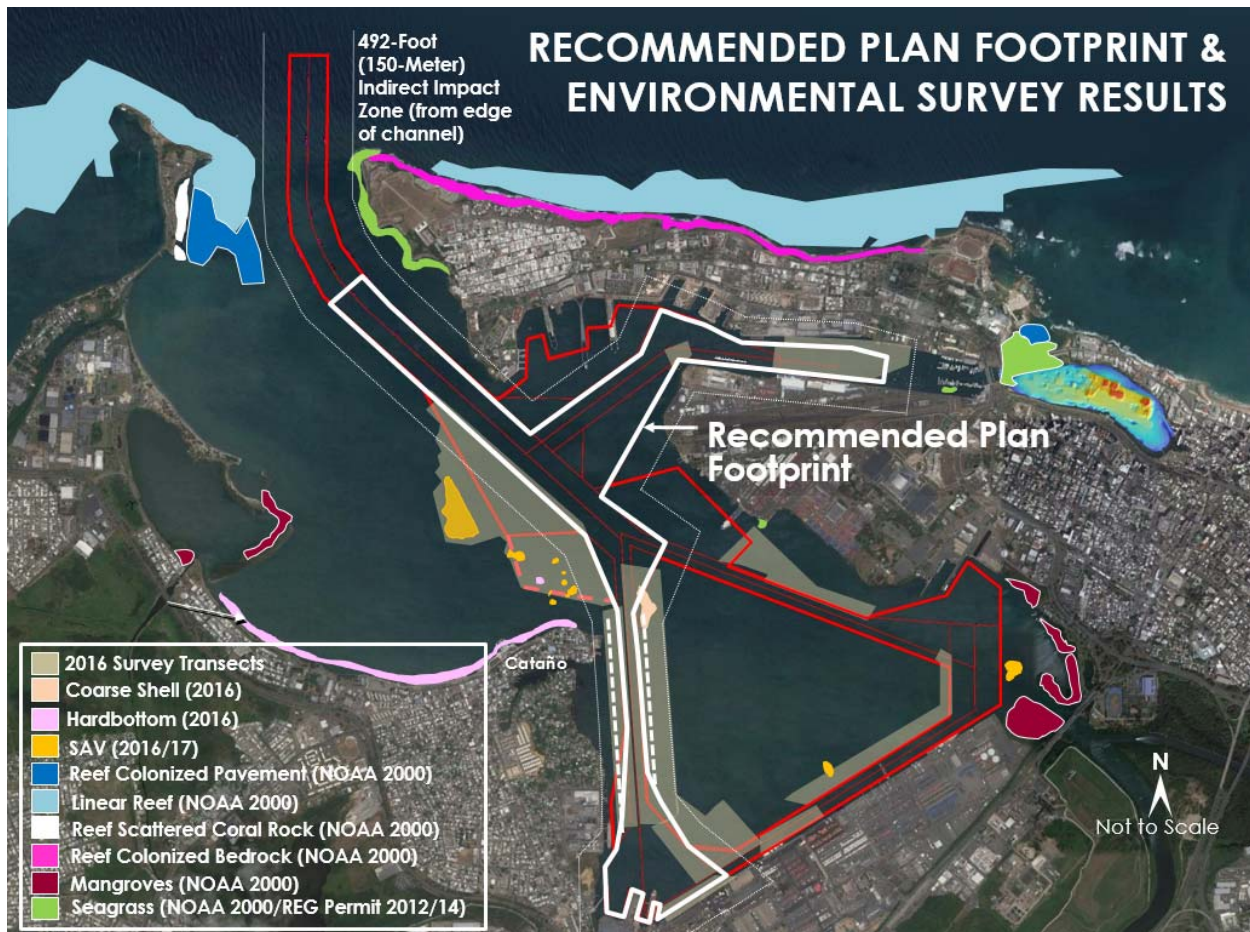 492-Foot
(150-Meter)
Indirect Impact
Zone (from edge
of channel)
RECOMMENDED PLAN FOOTPRINT &
ENVIRONMENTAL SURVEY RESULTS
Recommended Plan
Footprint
Cataño
2016 Survey Transects
Coarse Shell (2016)
Hardbottom (2016)
SAV (2016/17)
Reef Colonized Pavement (NOAA 2000)
Linear Reef (NOAA 2000)
Reef Scattered Coral Rock (NOAA 2000)
Reef Colonized Bedrock (NOAA 2000)
Mangroves (NOAA 2000)
Seagrass (NOAA 2000/REG Permit 2012/14)
N
Not to Scale